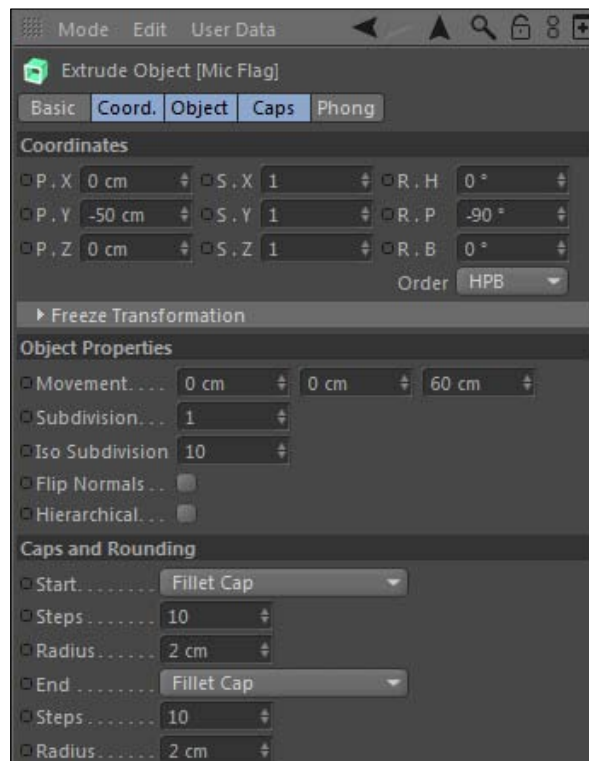 Mode Edit User Data
Extrude Object [Mic Flag]
Basic Coord. Object Caps Phong
Coordinates
P . X 0 cm S . X 1 R . H 0 °
P . Y -50 cm S . Y 1 R . P -90 °
P . Z 0 cm S . Z 1 R . B 0 °
Order HPB
Freeze Transformation
Object Properties
Movement. . . . 0 cm 0 cm 60 cm
Subdivision. . . 1
Iso Subdivision 10
Flip Normals . .
Hierarchical. . .
Caps and Rounding
Start. . . . . . . . Fillet Cap
Steps . . . . . . . 10
Radius. . . . . . 2 cm
End . . . . . . . . Fillet Cap
Steps . . . . . . . 10
Radius. . . . . . 2 cm